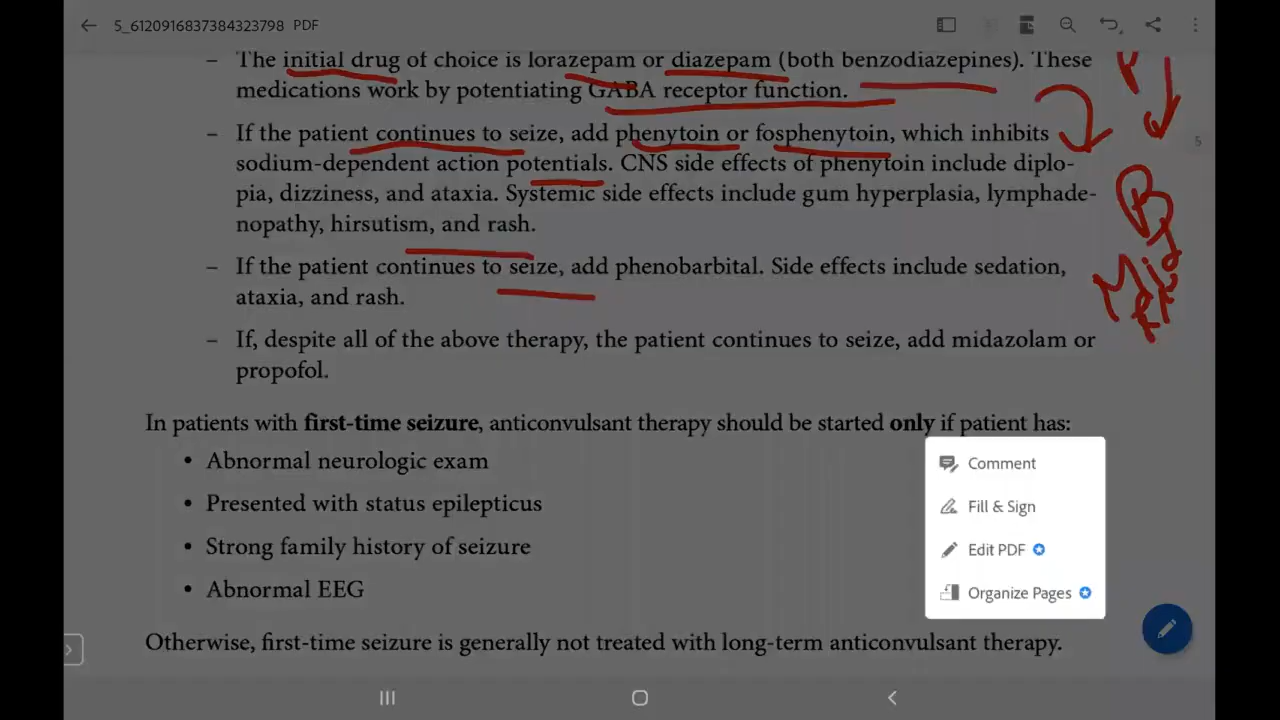 5_6120916837384323798 PDF
– The initial drug of choice is lorazepam or diazepam (both benzodiazepines). These
medications work by potentiating GABA receptor function.
– If the patient continues to seize, add phenytoin or fosphenytoin, which inhibits
sodium-dependent action potentials. CNS side effects of phenytoin include diplo-
pia, dizziness, and ataxia. Systemic side effects include gum hyperplasia, lymphade-
nopathy, hirsutism, and rash.
– If the patient continues to seize, add phenobarbital. Side effects include sedation,
ataxia, and rash.
– If, despite all of the above therapy, the patient continues to seize, add midazolam or
propofol.
5
In patients with first-time seizure, anticonvulsant therapy should be started only if patient has:
• Abnormal neurologic exam
• Presented with status epilepticus
• Strong family history of seizure
• Abnormal EEG
Otherwise, first-time seizure is generally not treated with long-term anticonvulsant therapy.
Comment
Fill & Sign
Edit PDF
Organize Pages